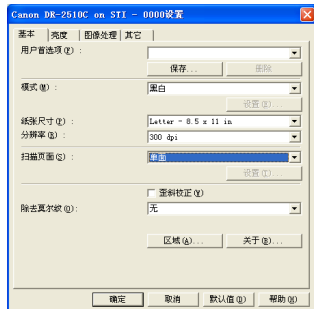 Canon DR-2510C on STI - 0000设置
基本 亮度 图像处理 其它
用户首选项(F) :
保存... 删除
模式(M) : 黑白
设置(E)...
纸张尺寸(P) : Letter - 8.5 x 11 in
分辨率(R) : 300 dpi
扫描页面(S) : 单面
设置(T)...
歪斜校正(Y)
除去莫尔纹(O): 无
区域(A)... 关于(B)...
确定 取消 默认值(D) 帮助(H)